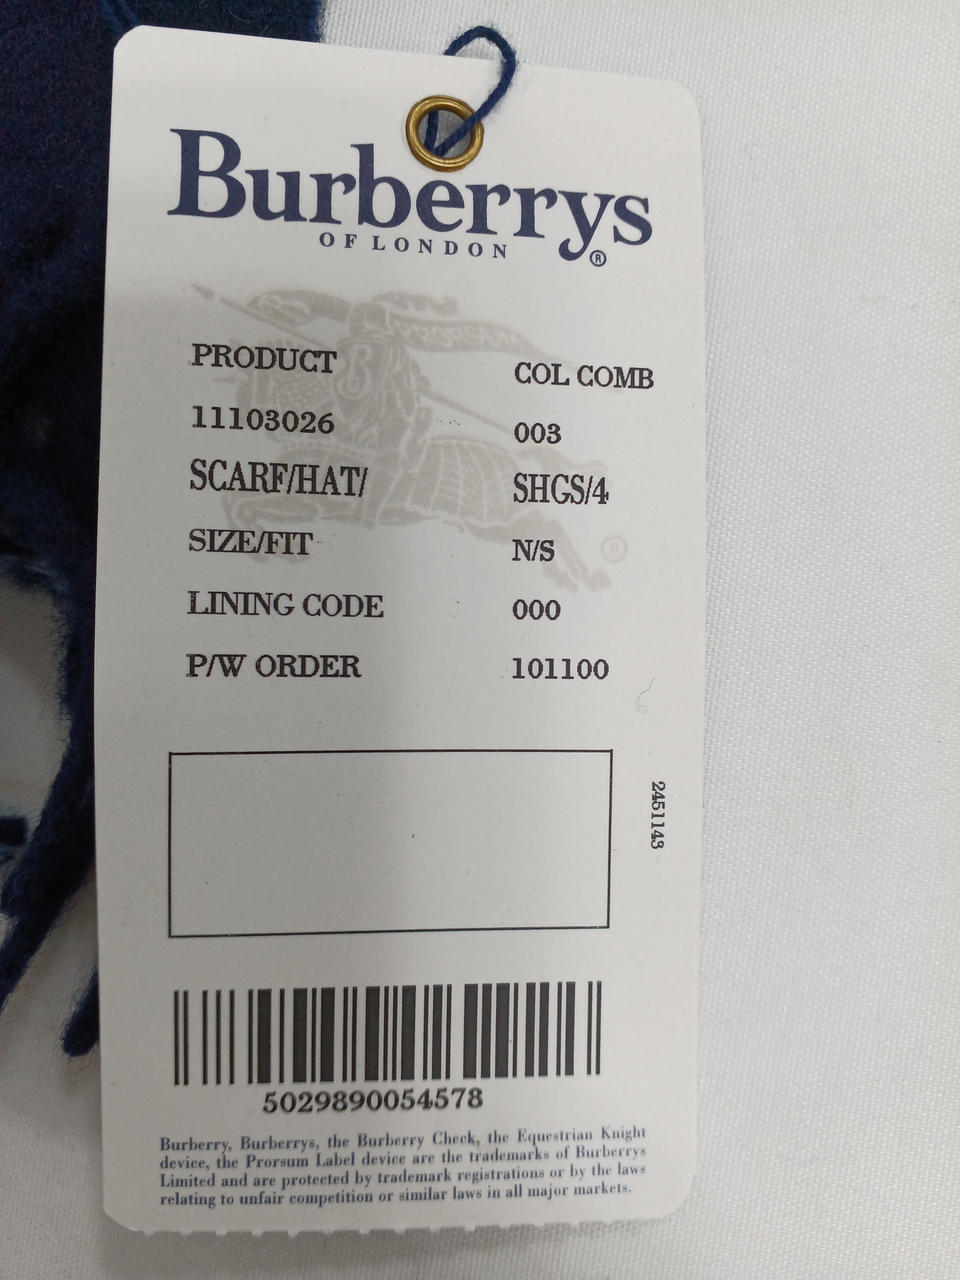 Burberrys
OF LONDON
®
PRORSUM
PRODUCT COL COMB
11103026 003
SCARF/HAT/ SHGS/4
SIZE/FIT N/S
®
LINING CODE 000
P/W ORDER 101100
2451143
5029890054578
Burberry, Burberrys, the Burberry Check, the Equestrian Knight
device, the Prorsum Label device are the trademarks of Burberrys
Limited and are protected by trademark registrations or by the laws
relating to unfair competition or similar laws in all major markets.